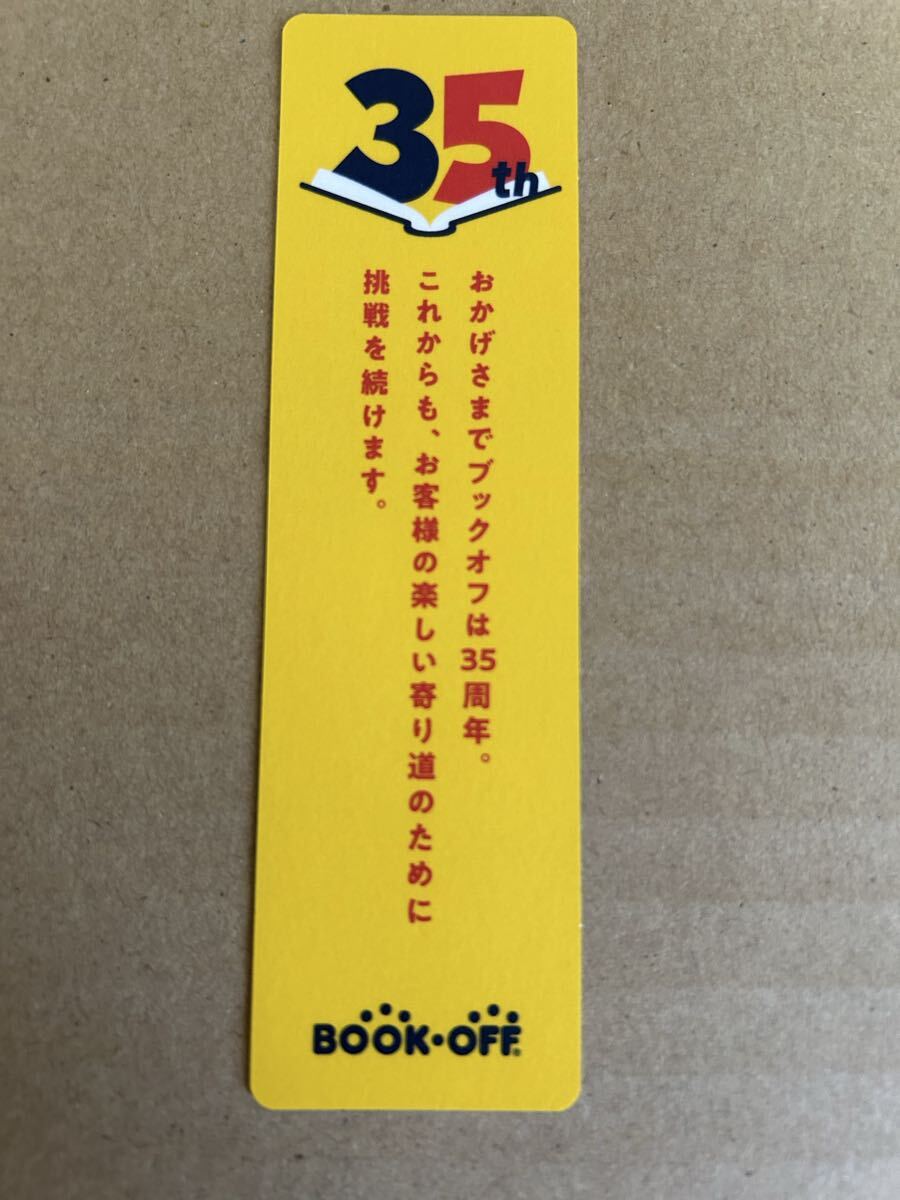 35th
おかげさまでブックオフは35周年。
これからも、お客様の楽しい寄り道のために
挑戦を続けます。
BOOK•OFF®